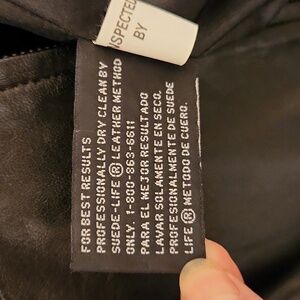 INSPECTED
BY
FOR BEST RESULTS
PROFESSIONALLY DRY CLEAN BY
SUEDE-LIFE ® LEATHER METHOD
ONLY. 1-800-863-6611
PARA EL MEJOR RESULTADO
LAVAR SOLAMENTE EN SECO.
PROFESIONALMENTE DE SUEDE
LIFE ® METODO DE CUERO.